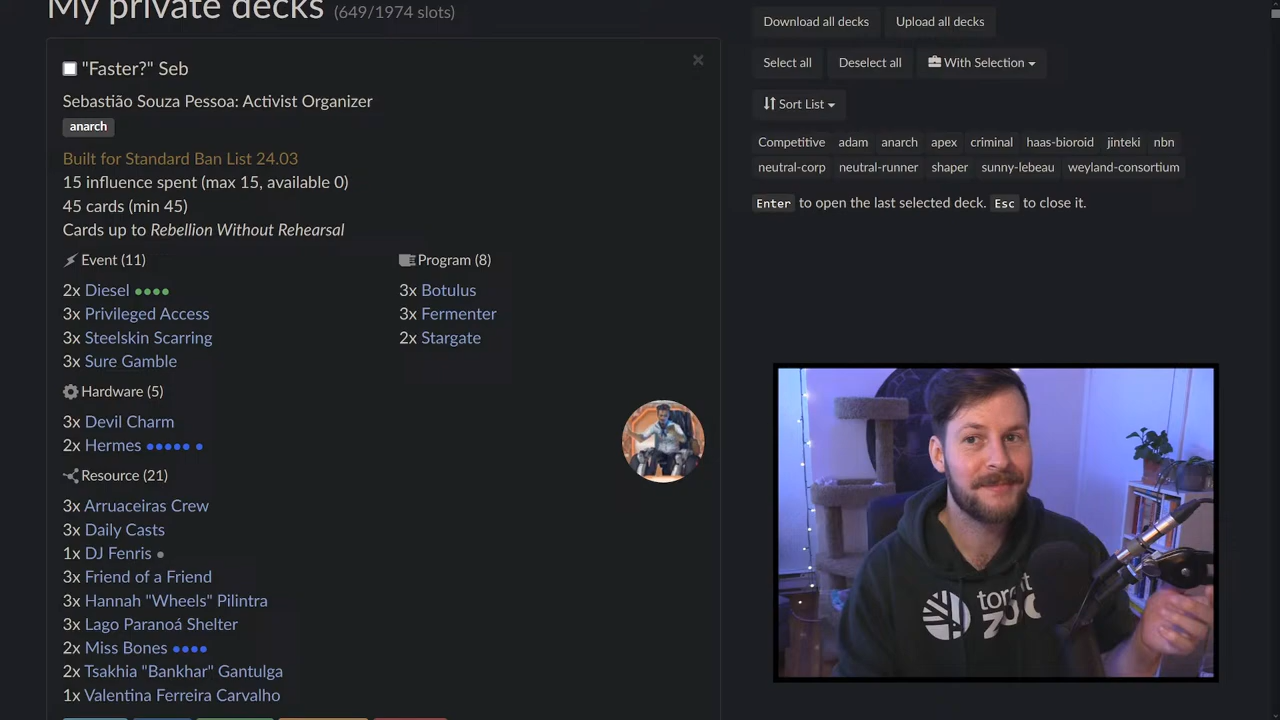 My private decks (649/1974 slots)
"Faster?" Seb
Sebastião Souza Pessoa: Activist Organizer
anarch
Built for Standard Ban List 24.03
15 influence spent (max 15, available 0)
45 cards (min 45)
Cards up to Rebellion Without Rehearsal
Event (11)
2x Diesel
3x Privileged Access
3x Steelskin Scarring
3x Sure Gamble
Hardware (5)
3x Devil Charm
2x Hermes
Resource (21)
3x Arruaceiras Crew
3x Daily Casts
1x DJ Fenris
3x Friend of a Friend
3x Hannah "Wheels" Pilintra
3x Lago Paranoá Shelter
2x Miss Bones
2x Tsakhia "Bankhar" Gantulga
1x Valentina Ferreira Carvalho
Program (8)
3x Botulus
3x Fermenter
2x Stargate
Download all decks Upload all decks
Select all Deselect all With Selection
Sort List
Competitive adam anarch apex criminal haas-bioroid jinteki nbn
neutral-corp neutral-runner shaper sunny-lebeau weyland-consortium
Enter to open the last selected deck. Esc to close it.